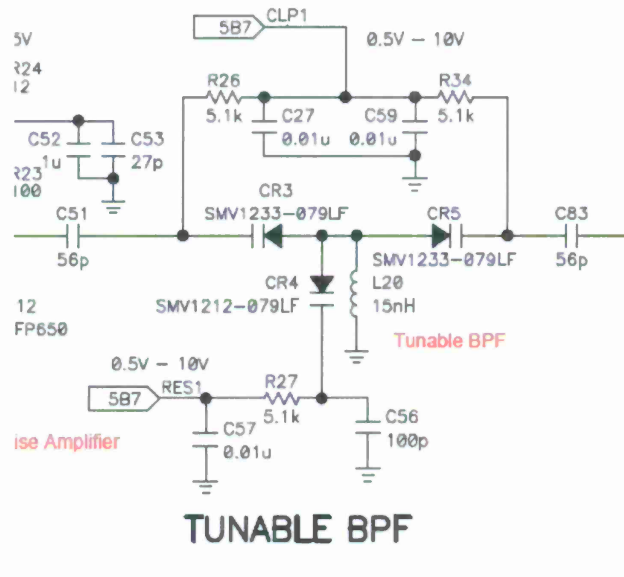 CLP1
5B7
0.5V – 10V
5V
R24
12
R26
5.1k
R34
5.1k
C27
0.01u
C59
0.01u
C52
1u
C53
27p
R23
100
CR3
SMV1233-079LF
C51
56p
CR5
SMV1233-079LF
C83
56p
CR4
SMV1212-079LF
L20
15nH
12
FP650
Tunable BPF
0.5V – 10V
5B7
RES1
R27
5.1k
C56
100p
C57
0.01u
ise Amplifier
TUNABLE BPF